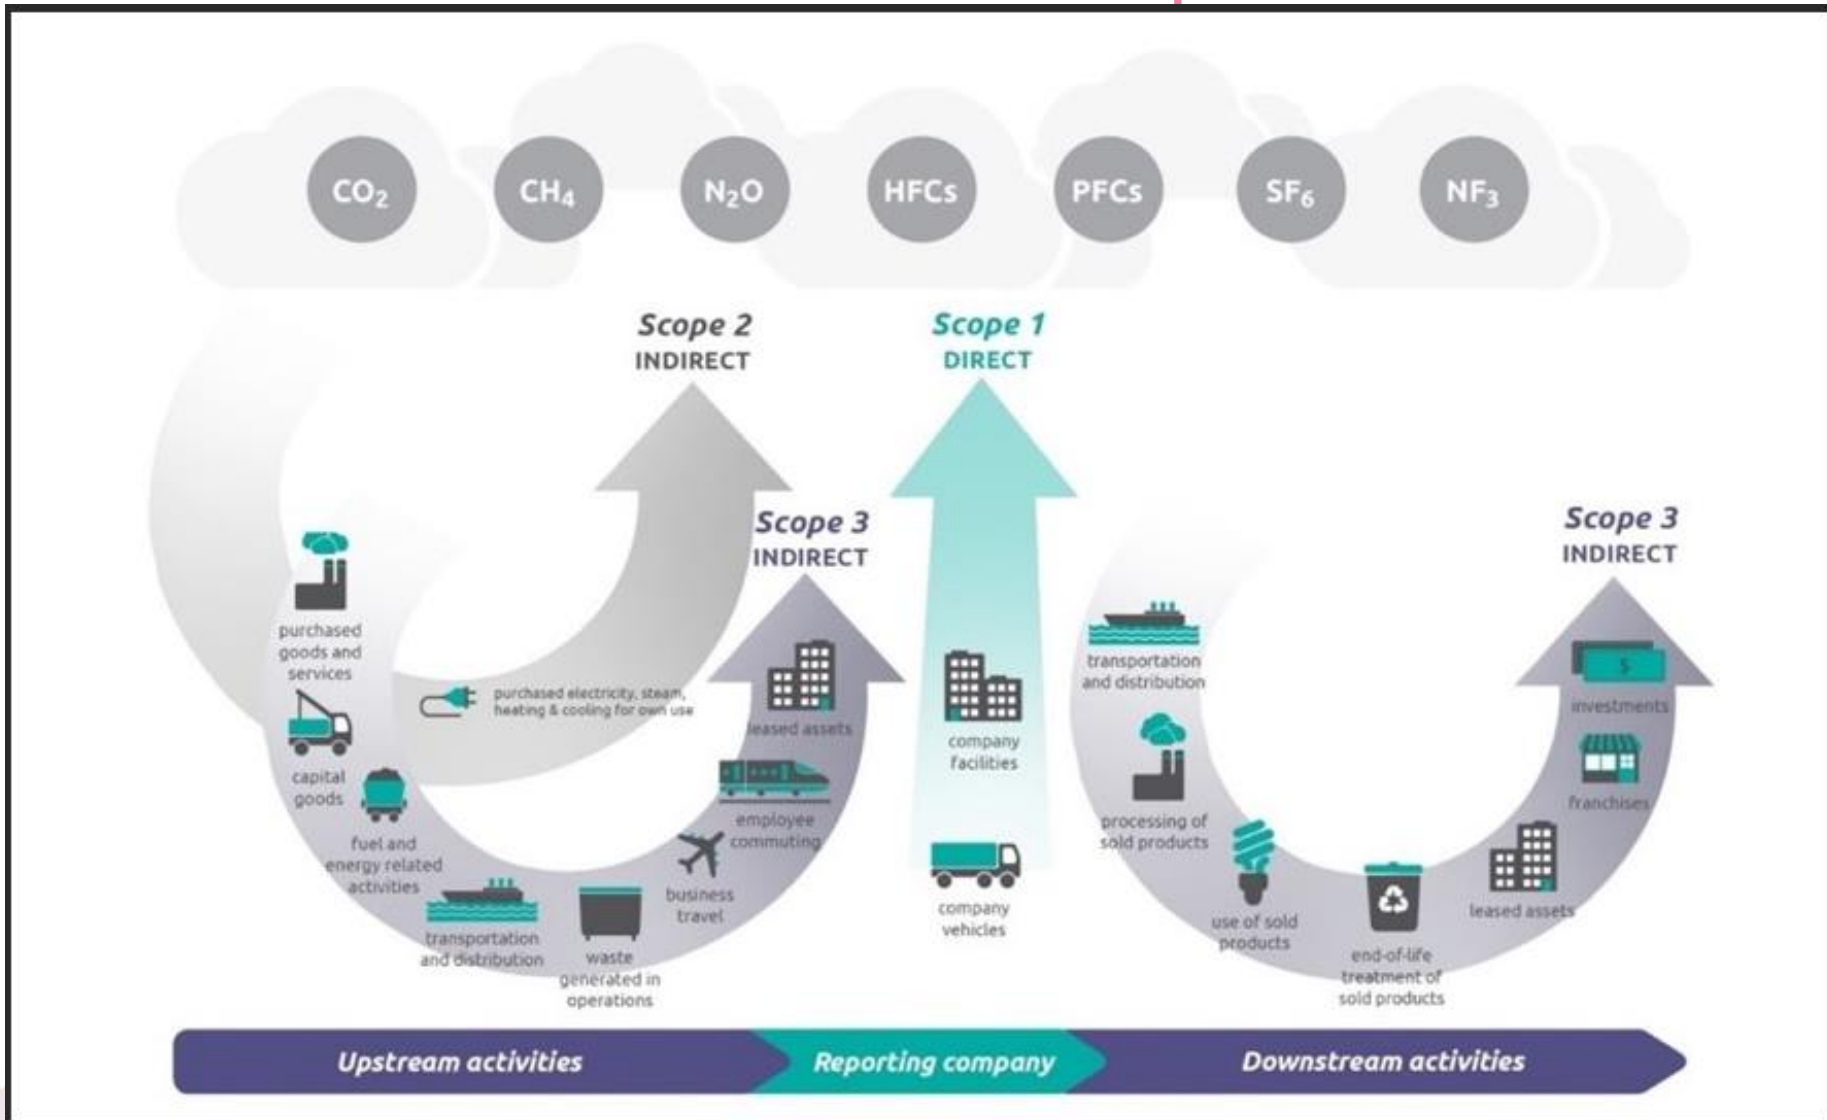 CO₂
CH₄
N₂O
HFCs
PFCs
SF₆
NF₃
Scope 2
INDIRECT
Scope 1
DIRECT
Scope 3
INDIRECT
Scope 3
INDIRECT
purchased
goods and
services
capital
goods
fuel and
energy related
activities
transportation
and distribution
waste
generated in
operations
business
travel
employee
commuting
leased assets
purchased electricity, steam,
heating & cooling for own use
company
facilities
company
vehicles
transportation
and distribution
processing of
sold products
use of sold
products
end-of-life
treatment of
sold products
leased assets
franchises
investments
$
Upstream activities
Reporting company
Downstream activities